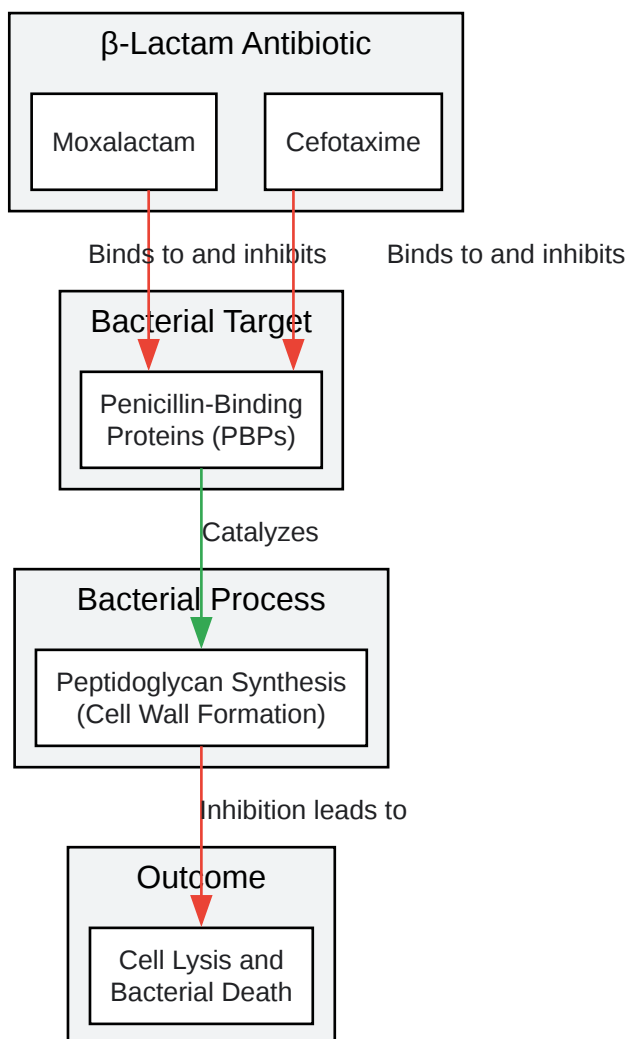 β-Lactam Antibiotic
Moxalactam
Cefotaxime
Binds to and inhibits
Binds to and inhibits
Bacterial Target
Penicillin-Binding
Proteins (PBPs)
Catalyzes
Bacterial Process
Peptidoglycan Synthesis
(Cell Wall Formation)
Inhibition leads to
Outcome
Cell Lysis and
Bacterial Death